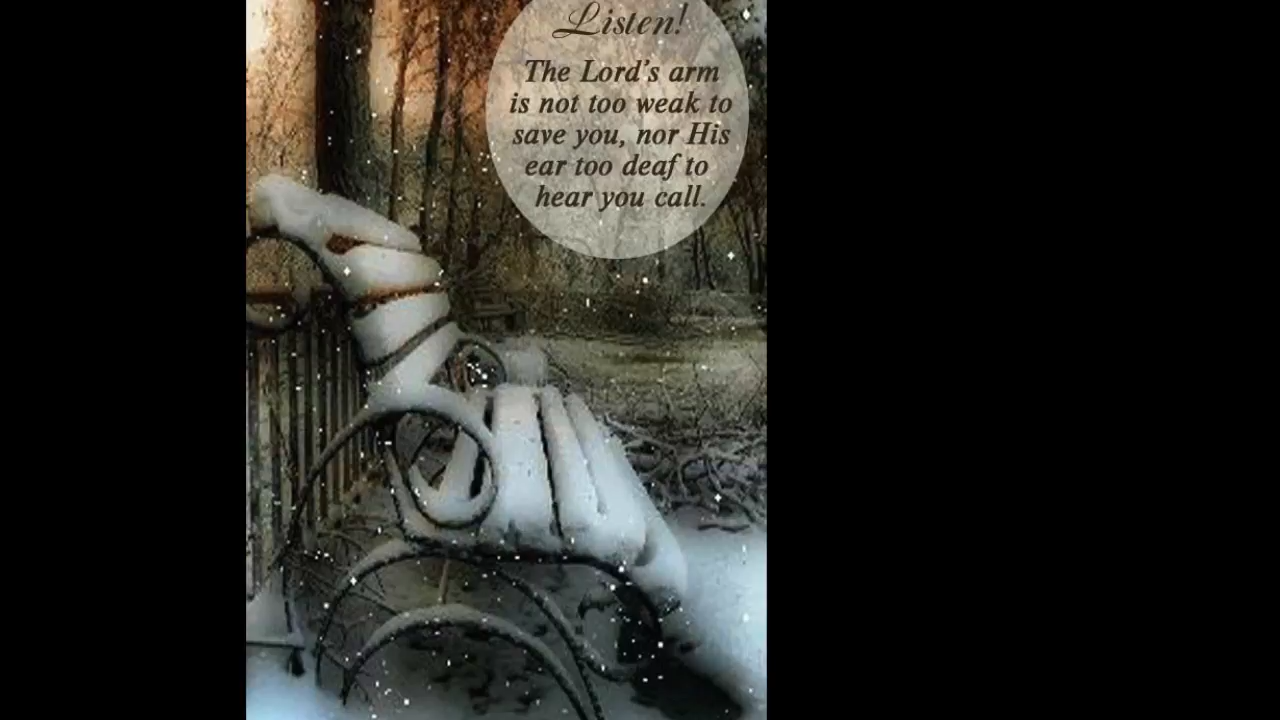 Listen!
The Lord's arm
is not too weak to
save you, nor His
ear too deaf to
hear you call.